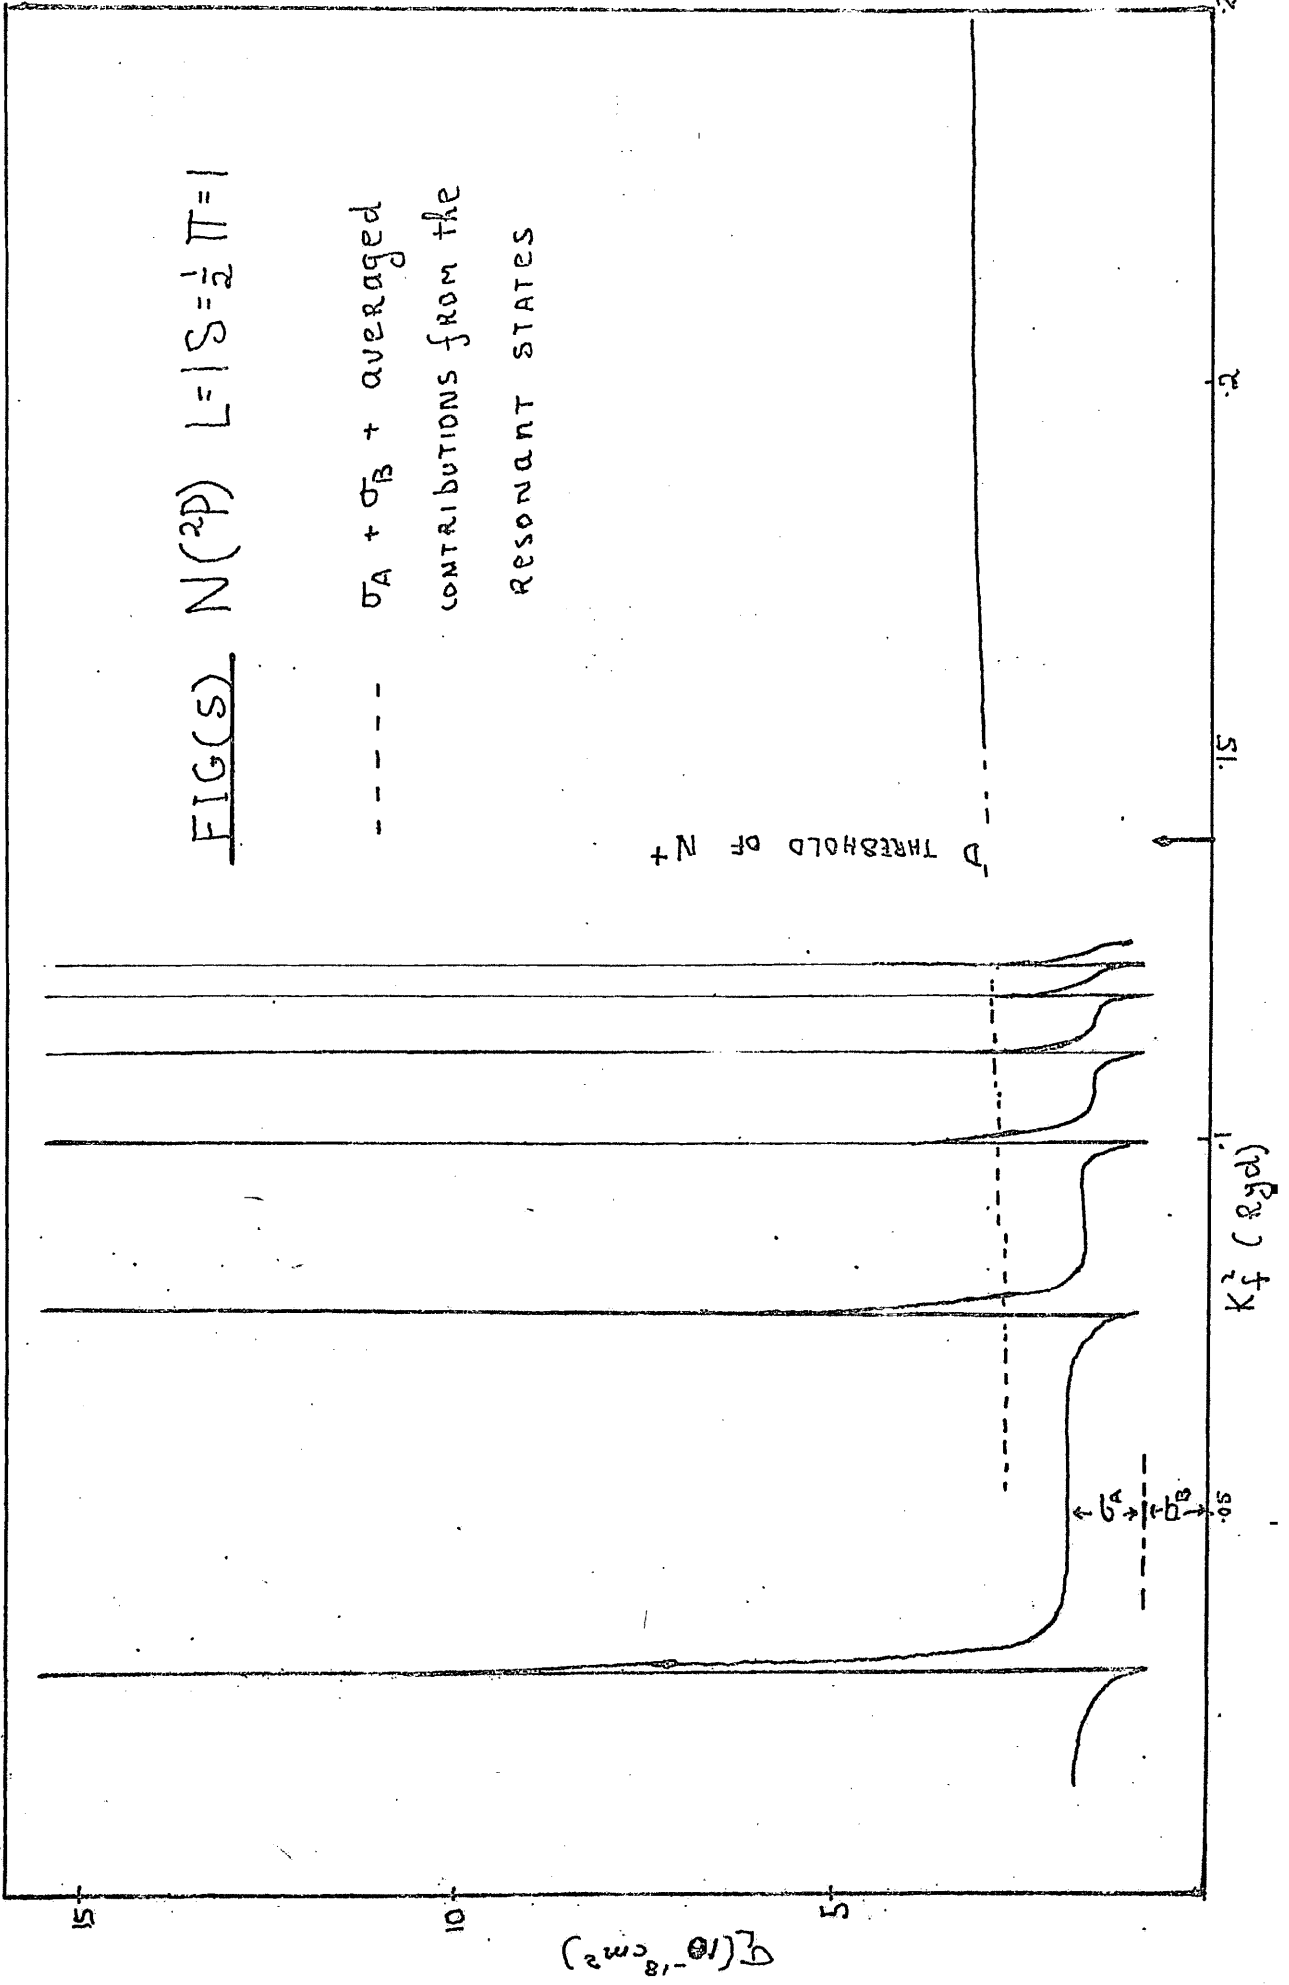 FIG(5) N(²P) L=1 S=½ Π=1
---- σA + σB + averaged
CONTRIBUTIONS fROM the
Resonant STATES
D THRESHOLD OF N+
σA
σB
15
10
5
σL(10⁻¹⁸cm²)
.05
.1
.15
.2
K²f (Ryd)